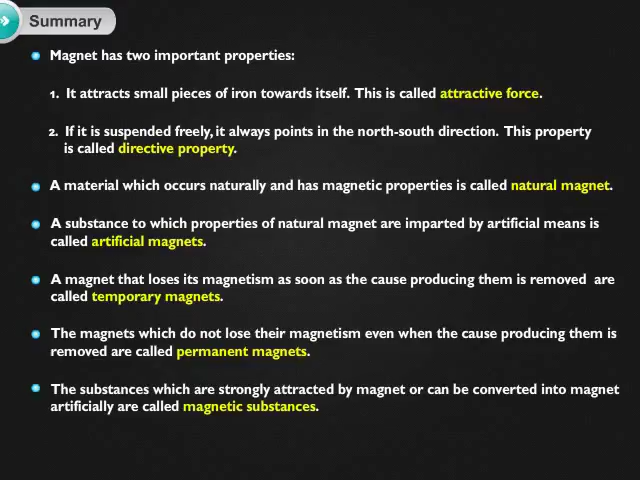 Summary
Magnet has two important properties:
1. It attracts small pieces of iron towards itself. This is called attractive force.
2. If it is suspended freely, it always points in the north-south direction. This property
is called directive property.
A material which occurs naturally and has magnetic properties is called natural magnet.
A substance to which properties of natural magnet are imparted by artificial means is
called artificial magnets.
A magnet that loses its magnetism as soon as the cause producing them is removed are
called temporary magnets.
The magnets which do not lose their magnetism even when the cause producing them is
removed are called permanent magnets.
The substances which are strongly attracted by magnet or can be converted into magnet
artificially are called magnetic substances.